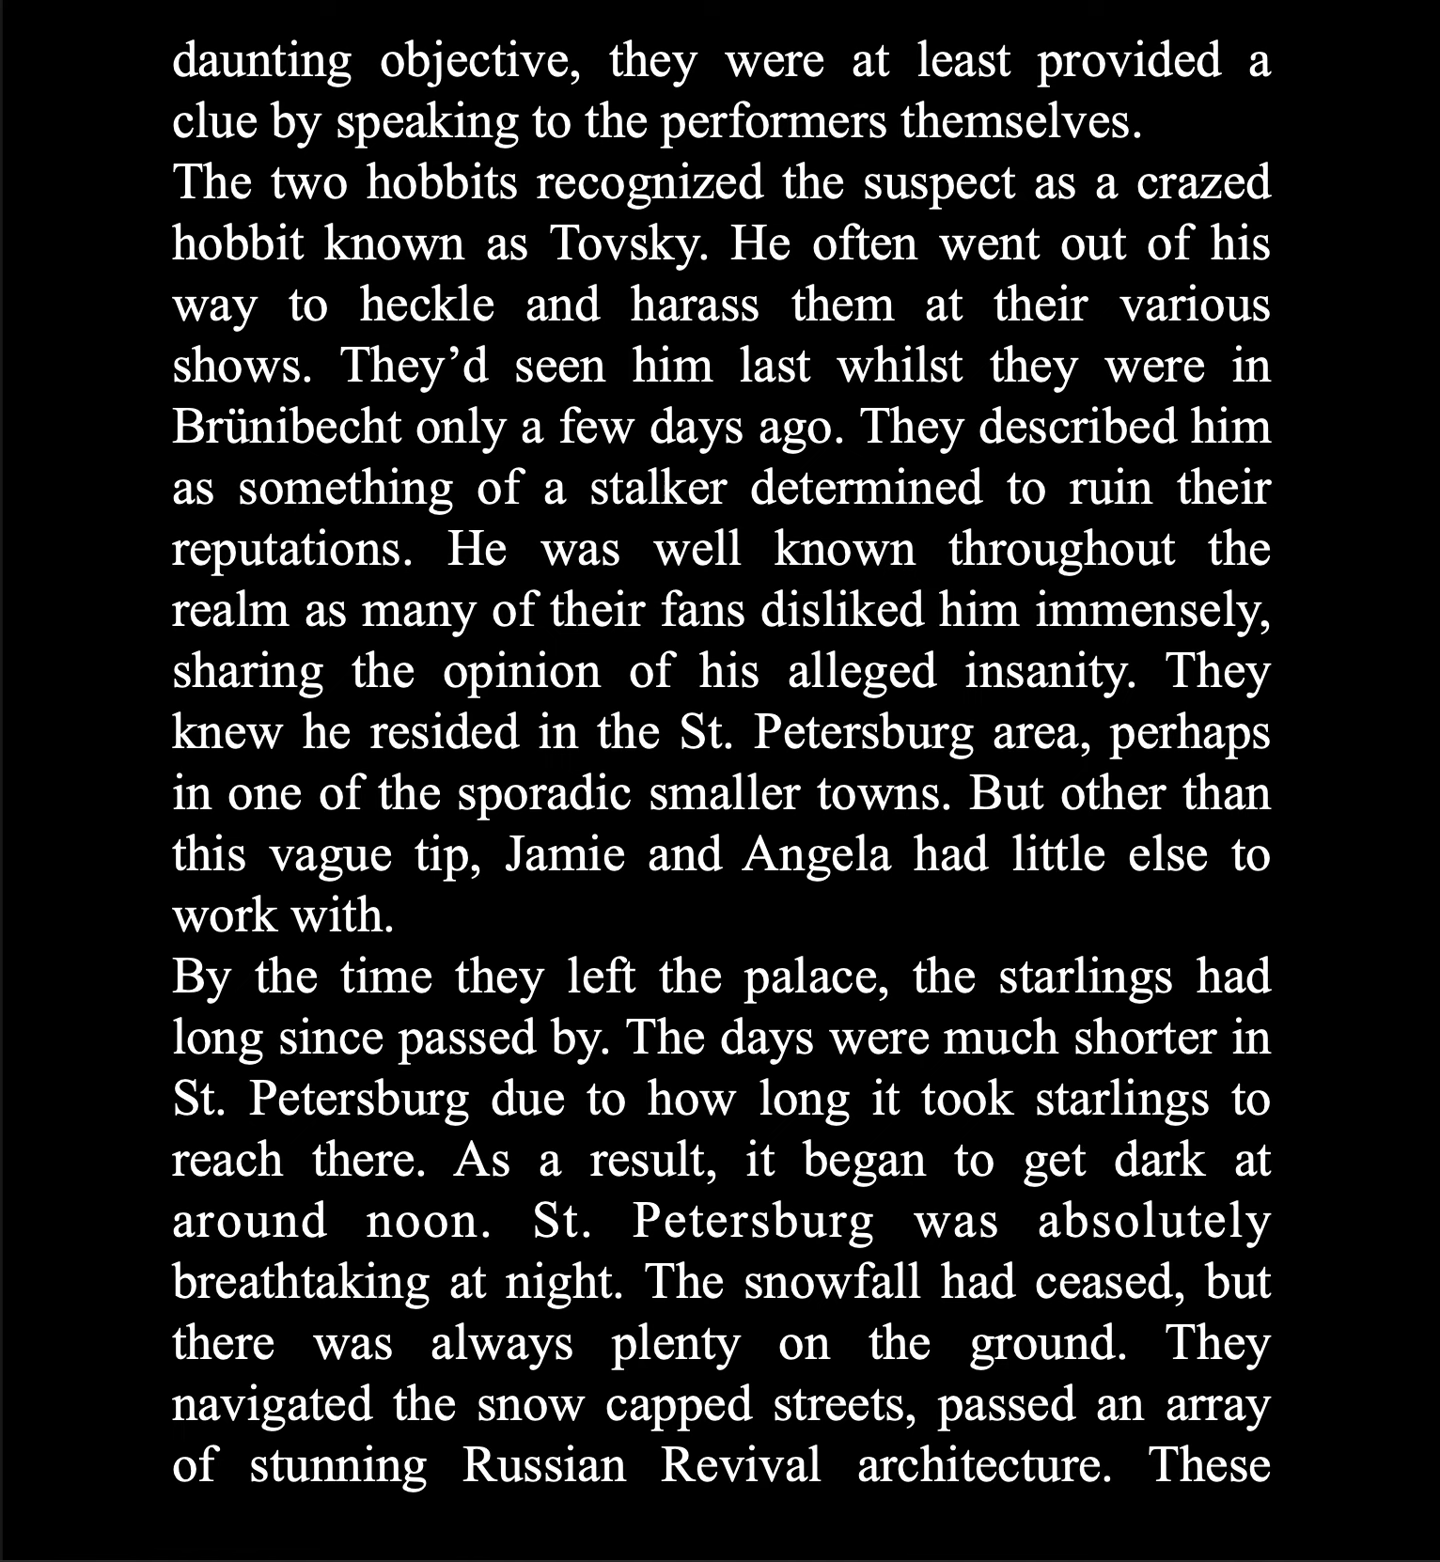 daunting objective, they were at least provided a
clue by speaking to the performers themselves.
The two hobbits recognized the suspect as a crazed
hobbit known as Tovsky. He often went out of his
way to heckle and harass them at their various
shows. They’d seen him last whilst they were in
Brünibecht only a few days ago. They described him
as something of a stalker determined to ruin their
reputations. He was well known throughout the
realm as many of their fans disliked him immensely,
sharing the opinion of his alleged insanity. They
knew he resided in the St. Petersburg area, perhaps
in one of the sporadic smaller towns. But other than
this vague tip, Jamie and Angela had little else to
work with.
By the time they left the palace, the starlings had
long since passed by. The days were much shorter in
St. Petersburg due to how long it took starlings to
reach there. As a result, it began to get dark at
around noon. St. Petersburg was absolutely
breathtaking at night. The snowfall had ceased, but
there was always plenty on the ground. They
navigated the snow capped streets, passed an array
of stunning Russian Revival architecture. These